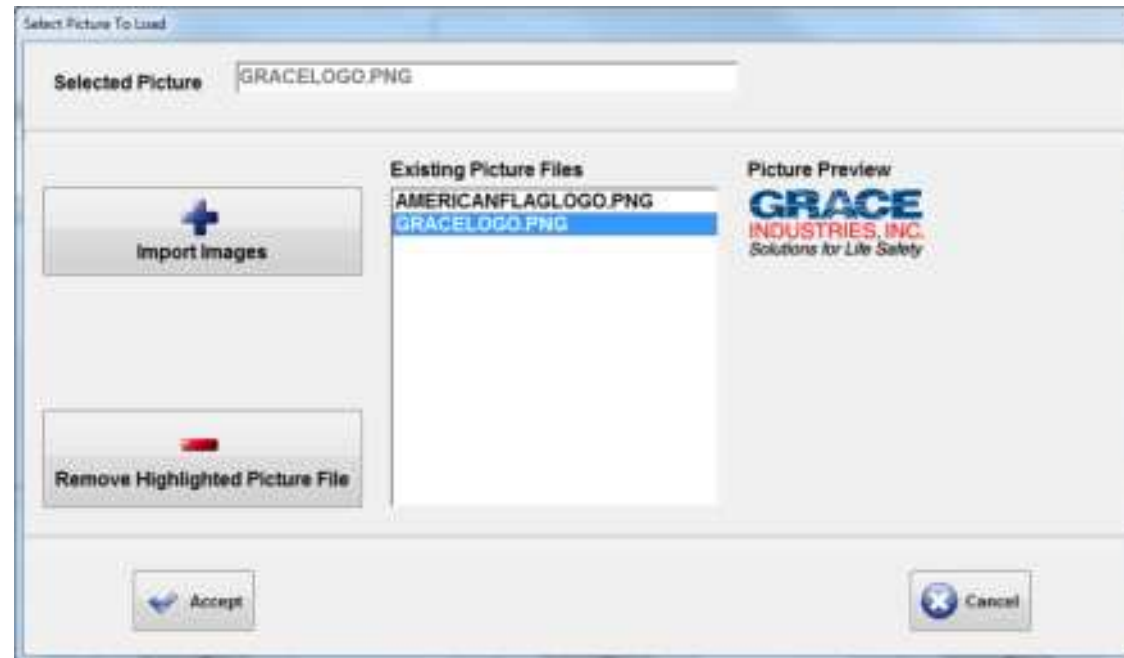 Select Picture To Load
Selected Picture
GRACELOGO.PNG
Existing Picture Files
Picture Preview
AMERICANFLAGLOGO.PNG
GRACELOGO.PNG
GRACE
INDUSTRIES, INC.
Solutions for Life Safety
Import Images
Remove Highlighted Picture File
Accept
Cancel